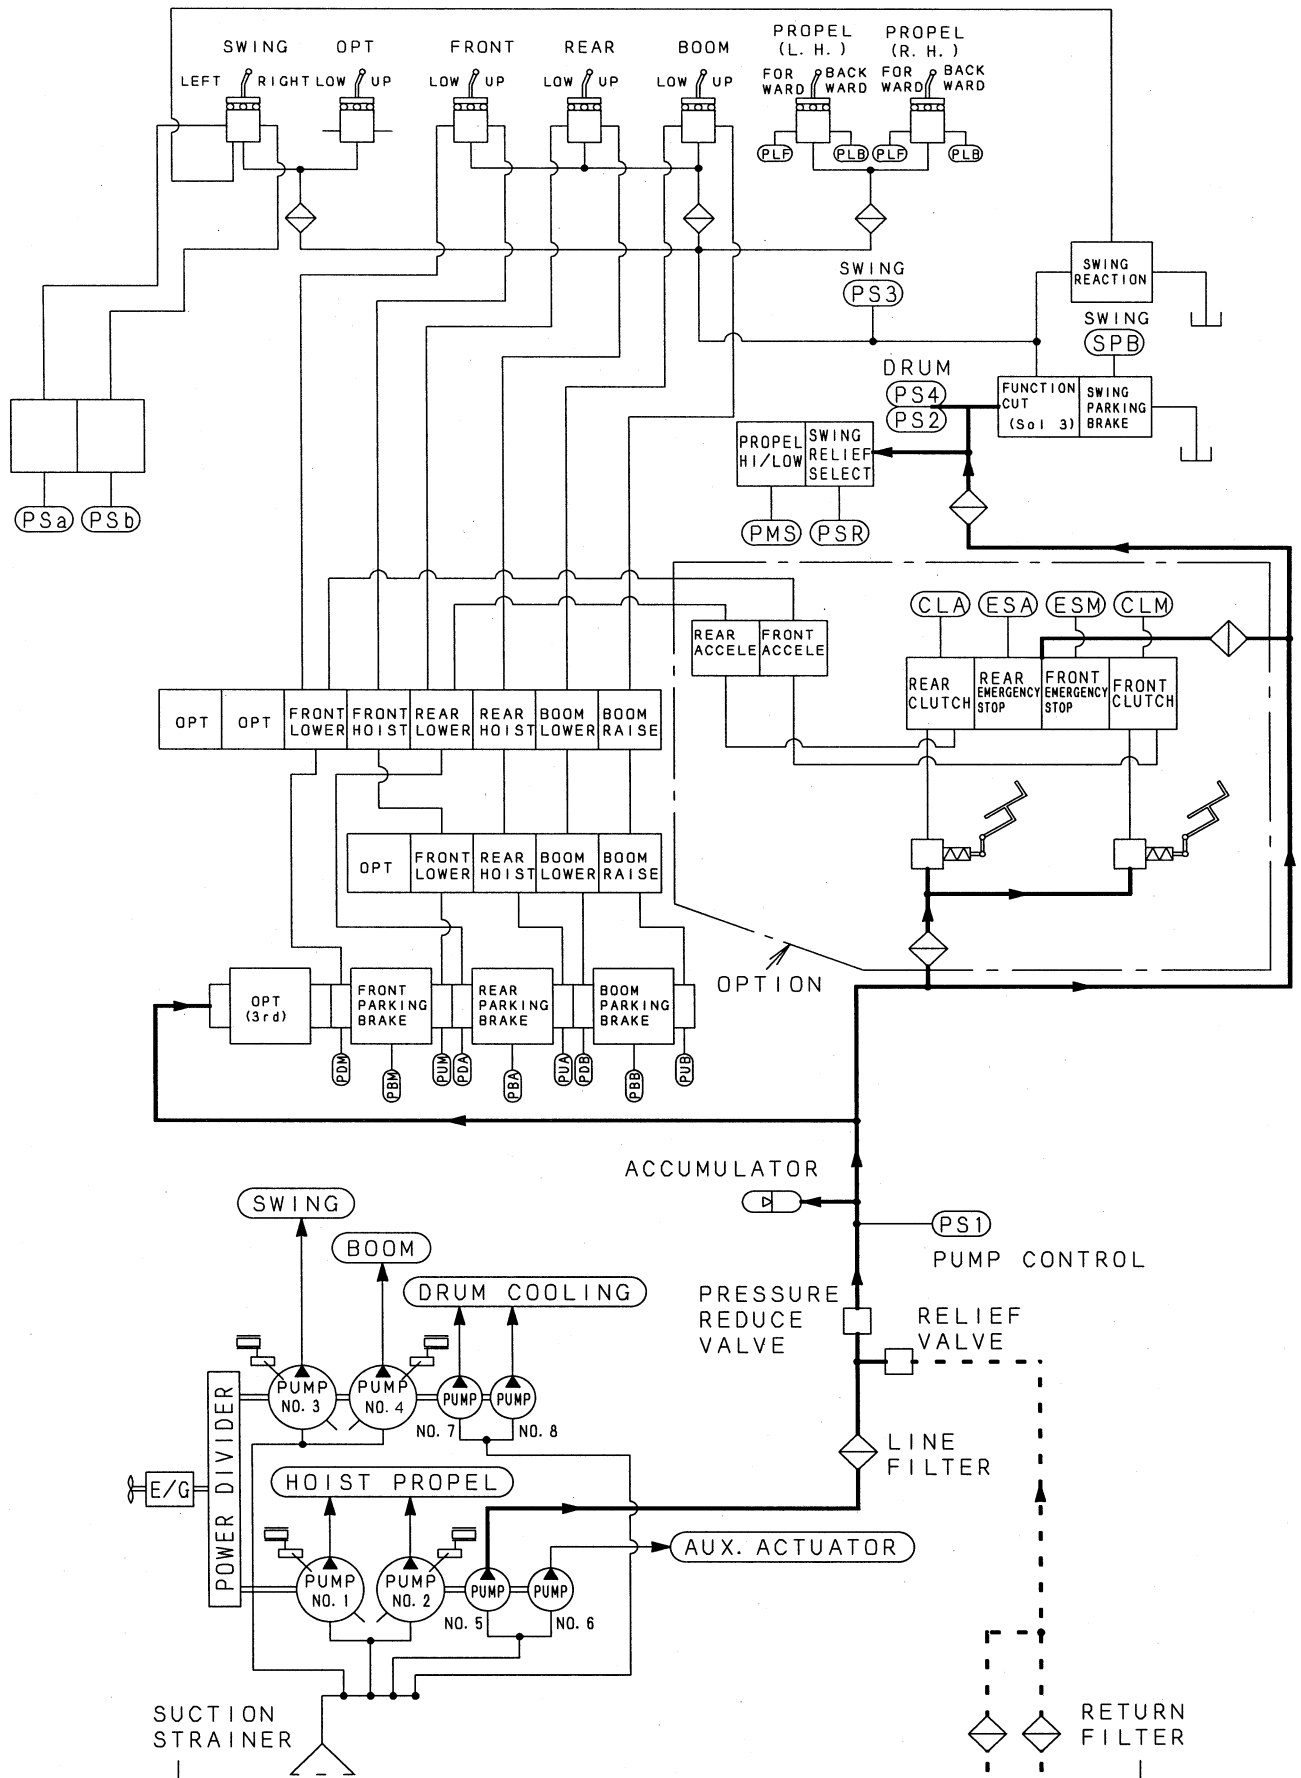 SWING
OPT
FRONT
REAR
BOOM
PROPEL
(L. H.)
PROPEL
(R. H.)
LEFT
RIGHT
LOW
UP
LOW
UP
LOW
UP
LOW
UP
FOR
WARD
BACK
WARD
FOR
WARD
BACK
WARD
PLF
PLB
PLF
PLB
SWING
REACTION
SWING
PS3
SWING
SPB
DRUM
PS4
PS2
FUNCTION
CUT
(Sol 3)
SWING
PARKING
BRAKE
PROPEL
HI/LOW
SWING
RELIEF
SELECT
PSa
PSb
PMS
PSR
CLA
ESA
ESM
CLM
REAR
ACCELE
FRONT
ACCELE
REAR
CLUTCH
REAR
EMERGENCY
STOP
FRONT
EMERGENCY
STOP
FRONT
CLUTCH
OPT
OPT
FRONT
LOWER
FRONT
HOIST
REAR
LOWER
REAR
HOIST
BOOM
LOWER
BOOM
RAISE
OPT
FRONT
LOWER
REAR
HOIST
BOOM
LOWER
BOOM
RAISE
OPTION
OPT
(3rd)
FRONT
PARKING
BRAKE
REAR
PARKING
BRAKE
BOOM
PARKING
BRAKE
PDM
PBM
PUM
PDA
PBA
PUA
PDB
PBB
PUB
ACCUMULATOR
SWING
PS1
BOOM
PUMP CONTROL
DRUM COOLING
PRESSURE
REDUCE
VALVE
RELIEF
VALVE
POWER DIVIDER
PUMP
NO. 3
PUMP
NO. 4
PUMP
NO. 7
PUMP
NO. 8
LINE
FILTER
E/G
HOIST PROPEL
AUX. ACTUATOR
PUMP
NO. 1
PUMP
NO. 2
PUMP
NO. 5
PUMP
NO. 6
SUCTION
STRAINER
RETURN
FILTER